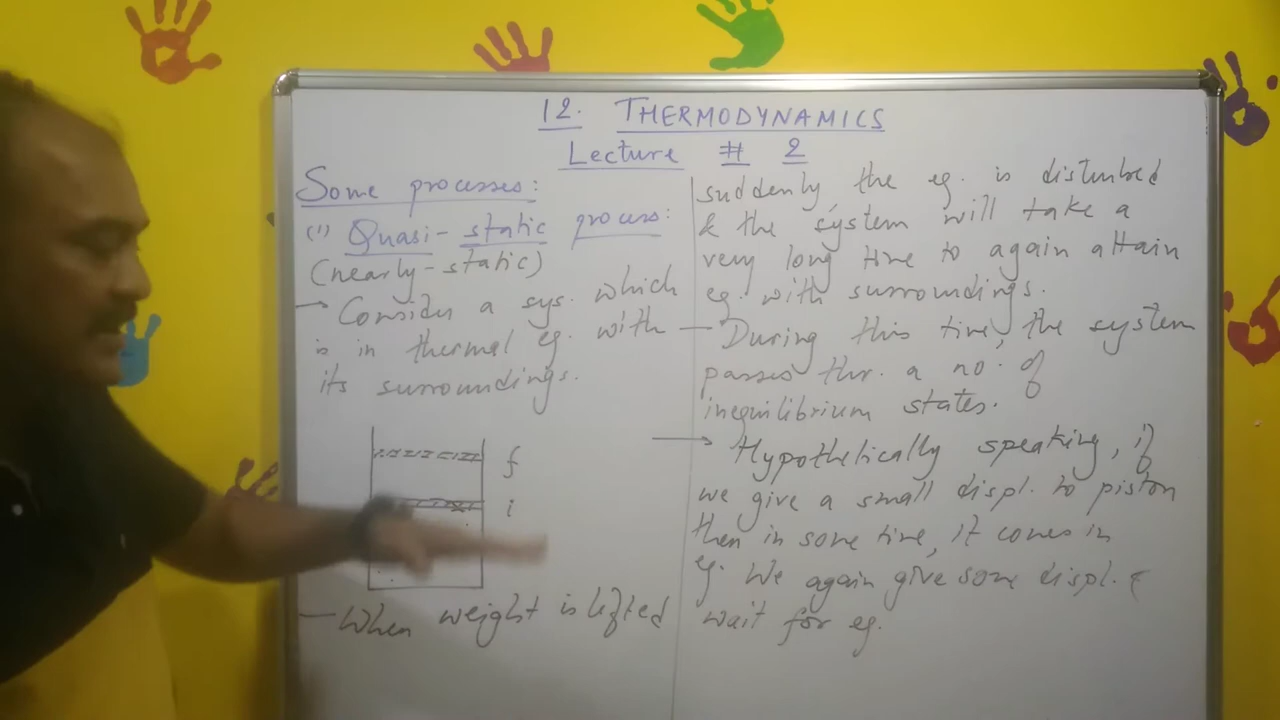 12. THERMODYNAMICS
Lecture # 2
Some processes:
(1) Quasi-static process:
(nearly-static)
→ Consider a sys. which
is in thermal eq. with
its surroundings.
f
i
— When weight is lifted
suddenly, the eq. is disturbed
& the system will take a
very long time to again attain
eq. with surroundings.
— During this time, the system
passes thr. a no. of
inequilibrium states.
→ Hypothetically speaking, if
we give a small displ. to piston
then in some time, it comes in
eq. We again give some displ. &
wait for eq.